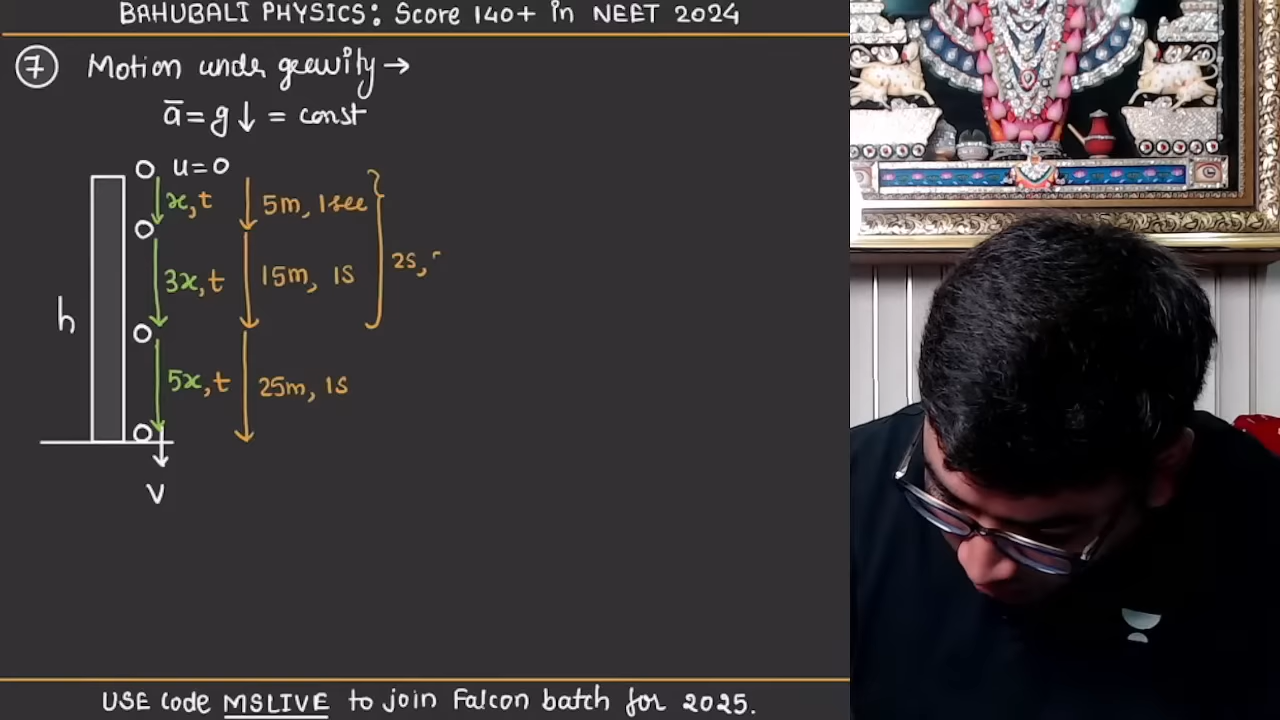 BAHUBALI PHYSICS: Score 140+ in NEET 2024
7 Motion under gravity →
a̅ = g ↓ = const
u=0
x,t
5m, 1sec
3x,t
15m, 1s
2s,
h
5x,t
25m, 1s
v
USE Code MSLIVE to join Falcon batch for 2025.